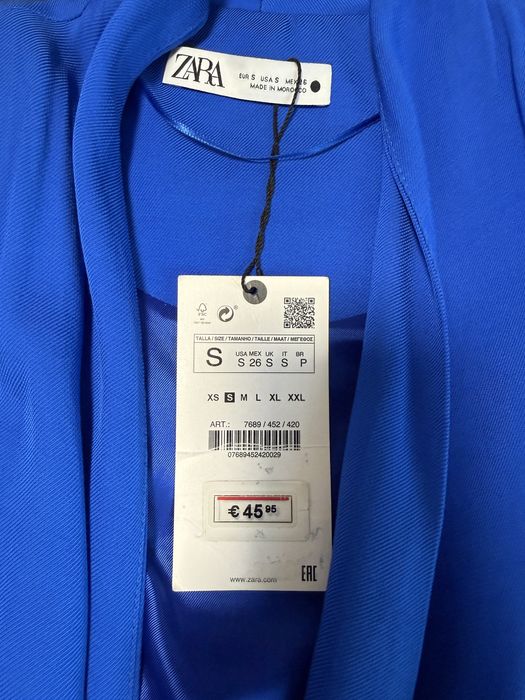 ZARA
EUR S USA S MEX 26
MADE IN MOROCCO
FSC
TALLA / SIZE / TAMANHO / TAILLE / MAAT / ΜΕΓΕΘΟΣ
S
USA MEX UK IT BR
S 26 S S P
XS S M L XL XXL
ART.: 7689 / 452 / 420
07689452420029
€ 45 95
www.zara.com
EAC